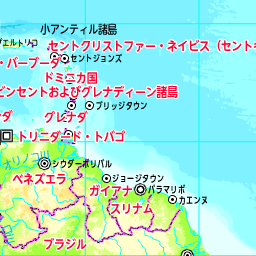 小アンティル諸島
プエルトリコ
セントクリストファー・ネイビス（セントキ
セントジョンズ
・バーブーダ
ドミニカ国
ビンセントおよびグレナディーン諸島
ブリッジタウン
グレナダ
ダ
トリニダード・トバゴ
シウダーボリバル
ベネズエラ
ジョージタウン
ガイアナ
パラマリボ
カエンヌ
スリナム
ブラジル